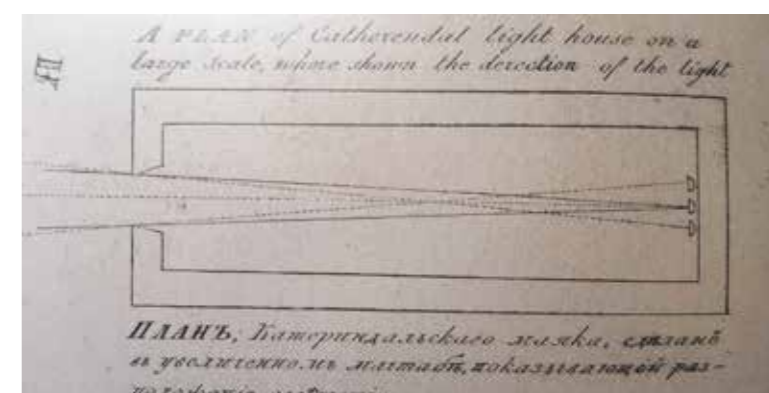 A PLAN of Catherendal light house on a
large Scale, where shown the derection of the light
ПЛАНЪ, Катериндальскаго маяка, сдѣланъ
въ увеличенномъ масштабѣ, показывающей рас-